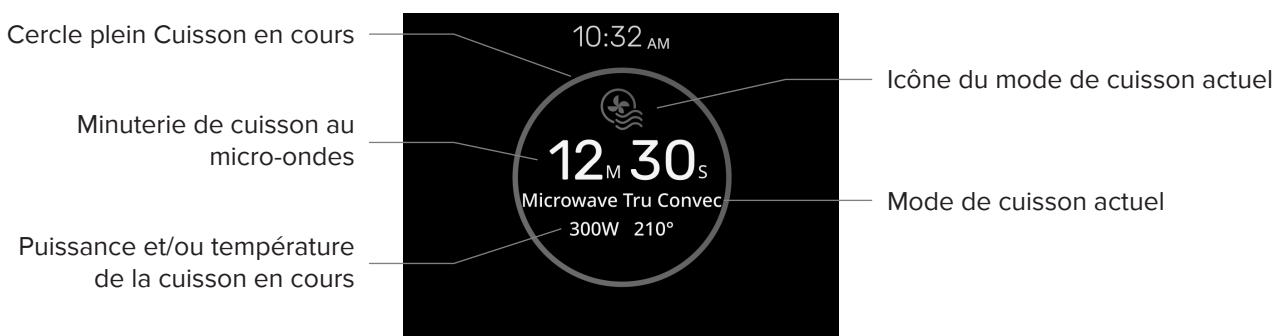 Cercle plein Cuisson en cours
Minuterie de cuisson au
micro-ondes
Puissance et/ou température
de la cuisson en cours
10:32 AM
12M 30S
Microwave Tru Convec
300W 210°
Icône du mode de cuisson actuel
Mode de cuisson actuel